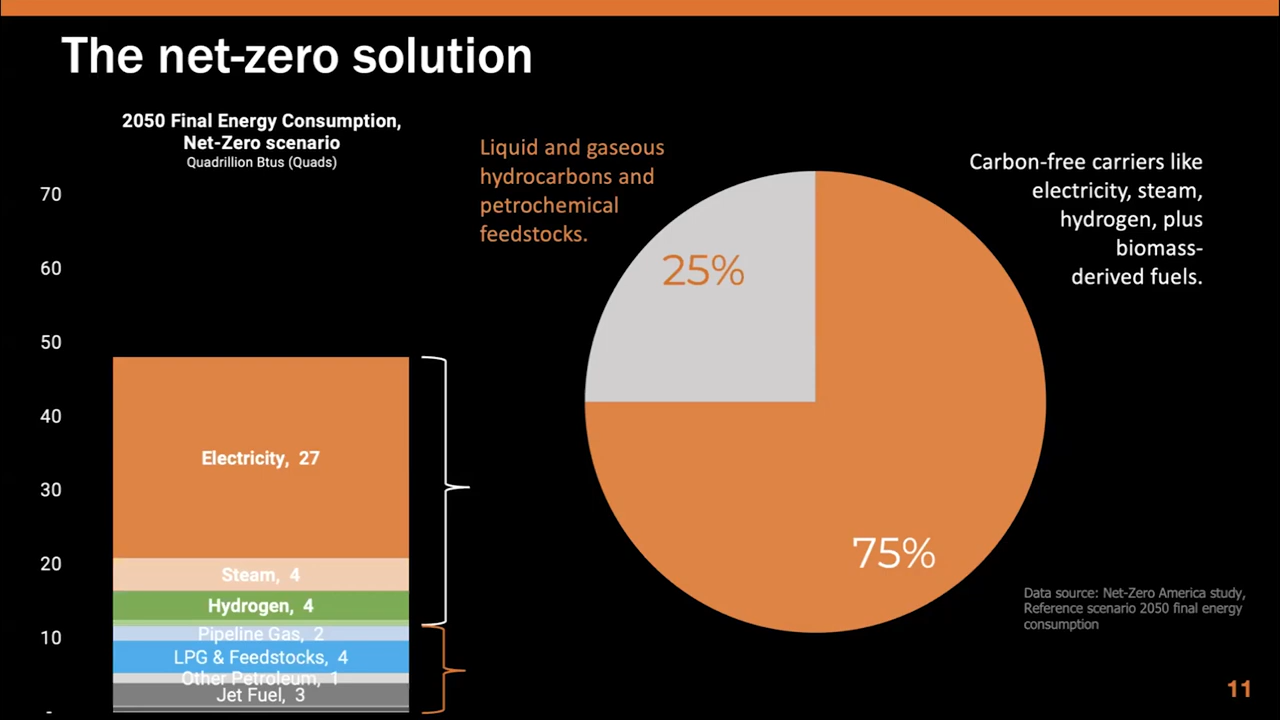 The net-zero solution
2050 Final Energy Consumption,
Net-Zero scenario
Quadrillion Btus (Quads)
70
60
50
40
30
20
10
-
Electricity, 27
Steam, 4
Hydrogen, 4
Pipeline Gas, 2
LPG & Feedstocks, 4
Other Petroleum, 1
Jet Fuel, 3
Liquid and gaseous
hydrocarbons and
petrochemical
feedstocks.
25%
75%
Carbon-free carriers like
electricity, steam,
hydrogen, plus
biomass-
derived fuels.
Data source: Net-Zero America study,
Reference scenario 2050 final energy
consumption
11